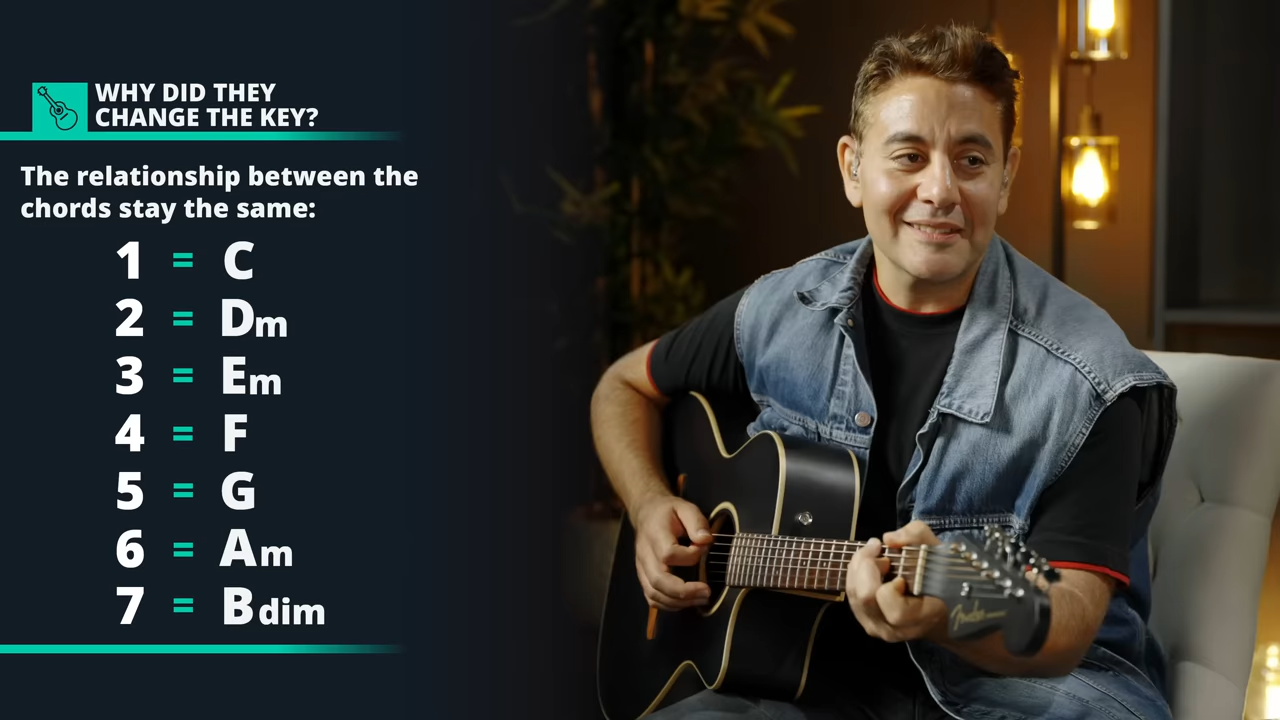 WHY DID THEY
CHANGE THE KEY?
The relationship between the
chords stay the same:
1 = C
2 = Dm
3 = Em
4 = F
5 = G
6 = Am
7 = Bdim
Fender